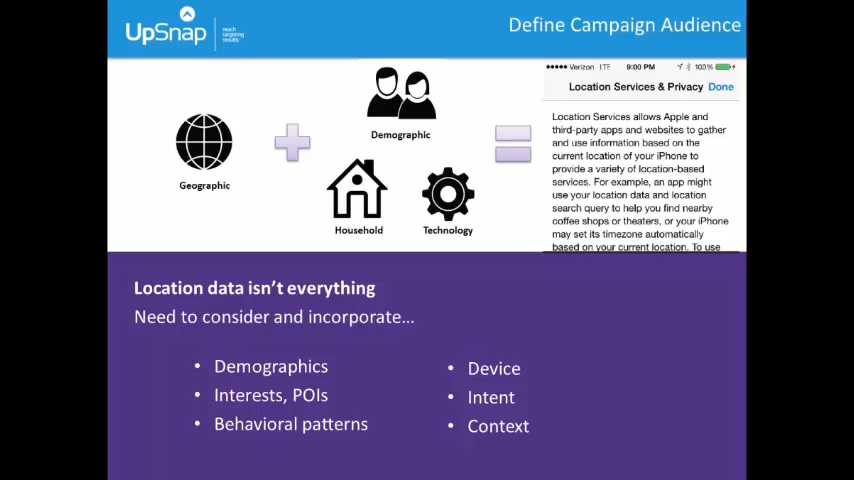 UpSnap
reach
targeting
results
Define Campaign Audience
Geographic
Demographic
Household
Technology
Verizon LTE 9:00 PM 100%
Location Services & Privacy Done
Location Services allows Apple and
third-party apps and websites to gather
and use information based on the
current location of your iPhone to
provide a variety of location-based
services. For example, an app might
use your location data and location
search query to help you find nearby
coffee shops or theaters, or your iPhone
may set its timezone automatically
based on your current location. To use
Location data isn't everything
Need to consider and incorporate…
• Demographics
• Interests, POIs
• Behavioral patterns
• Device
• Intent
• Context